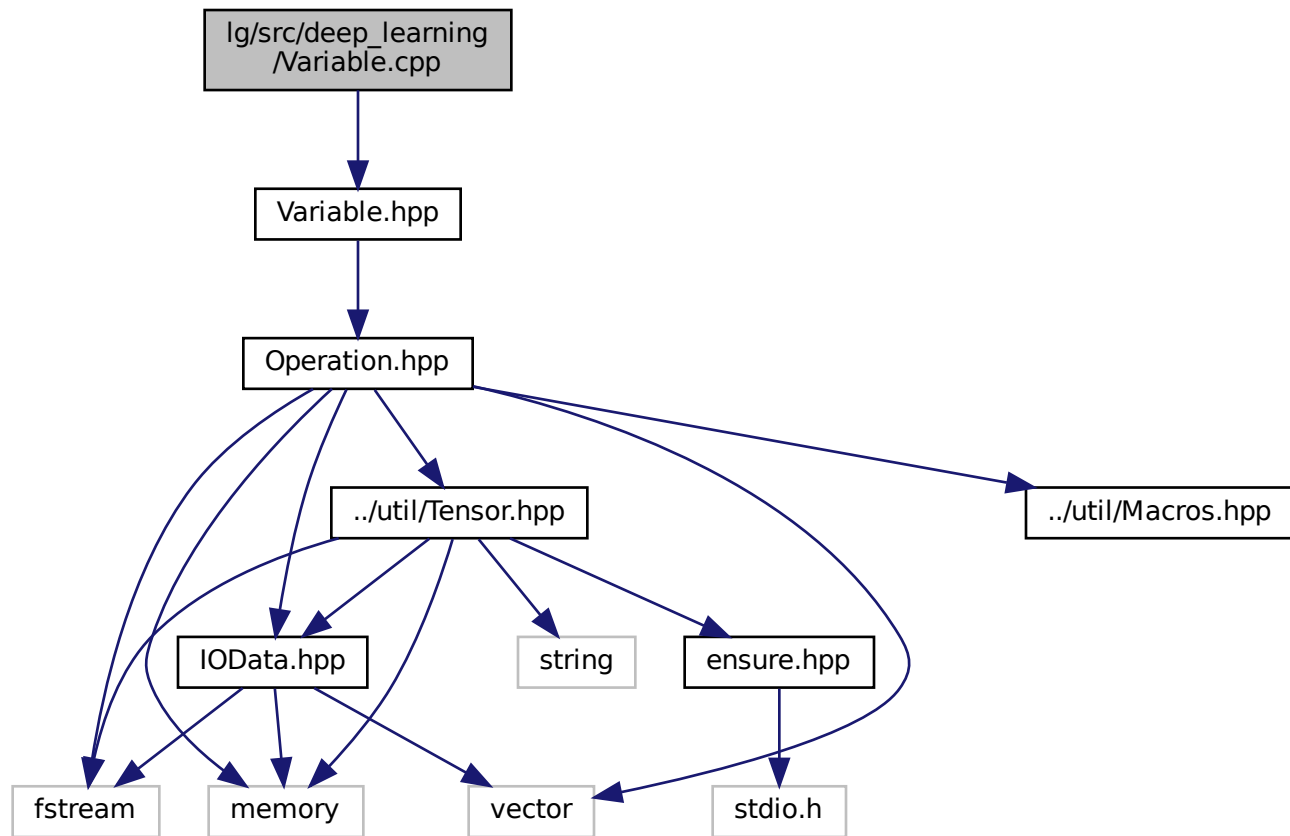 lg/src/deep_learning
/Variable.cpp
Variable.hpp
Operation.hpp
../util/Tensor.hpp
../util/Macros.hpp
IOData.hpp
string
ensure.hpp
fstream
memory
vector
stdio.h